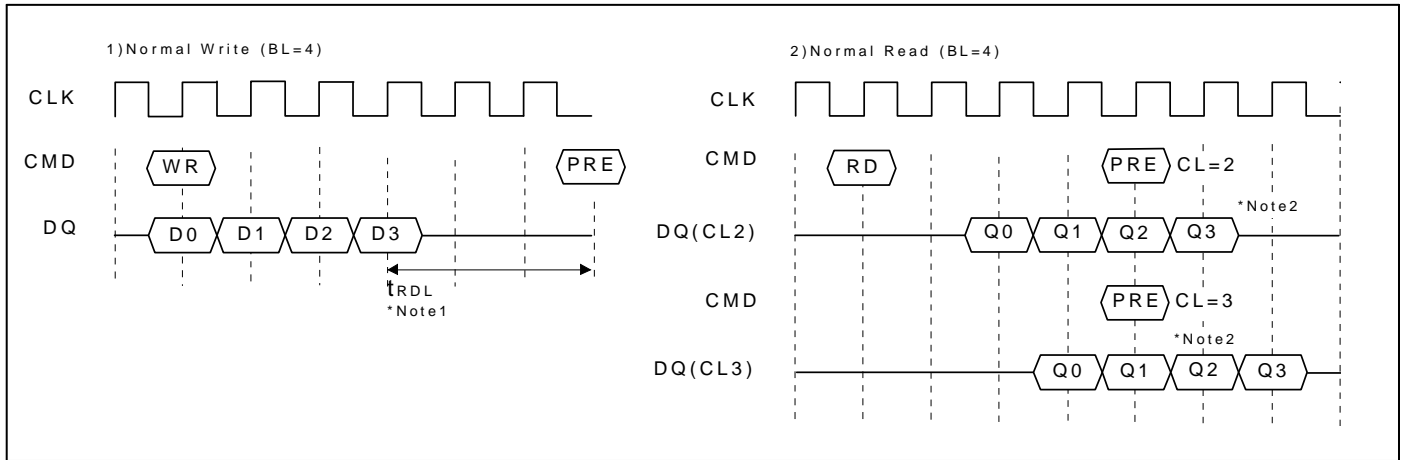 1)Normal Write (BL=4)
CLK
CMD WR PRE
DQ D0 D1 D2 D3
tRDL
*Note1
2)Normal Read (BL=4)
CLK
CMD RD PRE CL=2
*Note2
DQ(CL2) Q0 Q1 Q2 Q3
CMD PRE CL=3
*Note2
DQ(CL3) Q0 Q1 Q2 Q3